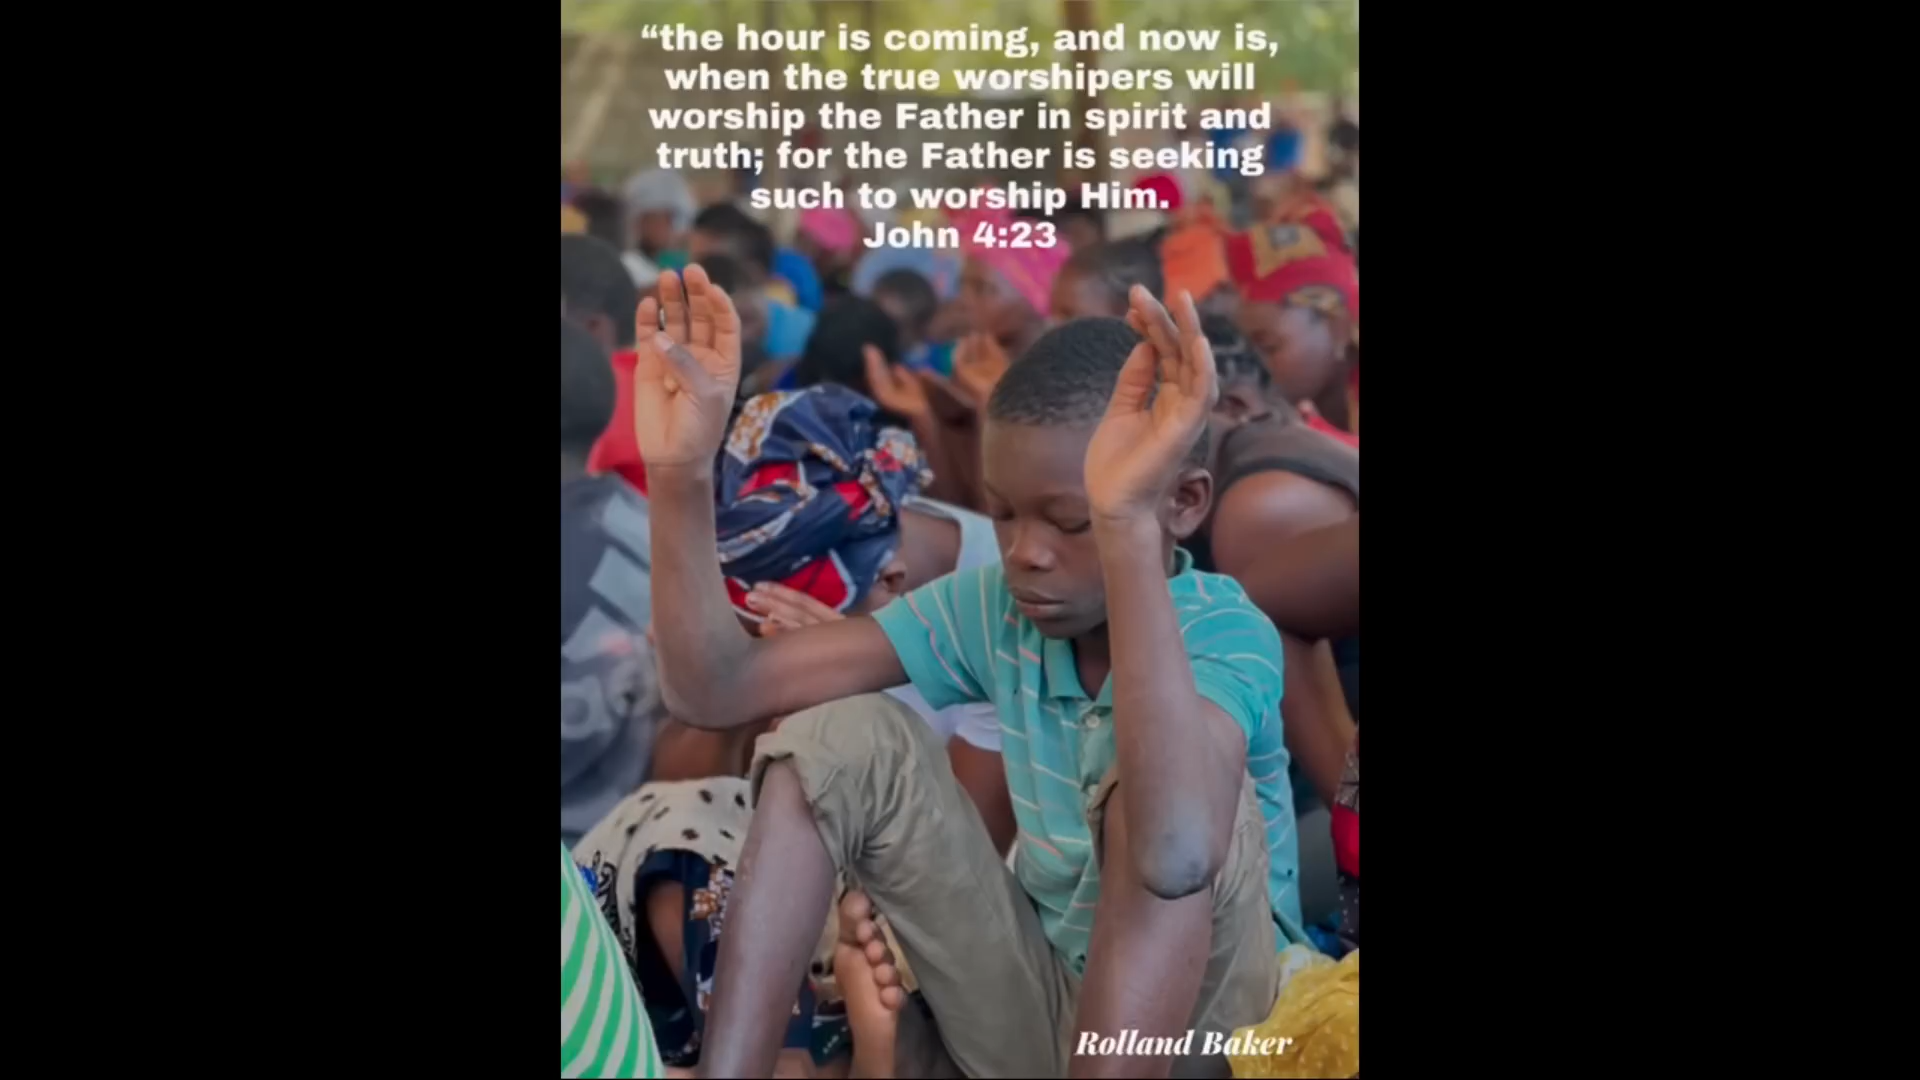 “the hour is coming, and now is,
when the true worshipers will
worship the Father in spirit and
truth; for the Father is seeking
such to worship Him.
John 4:23
Rolland Baker